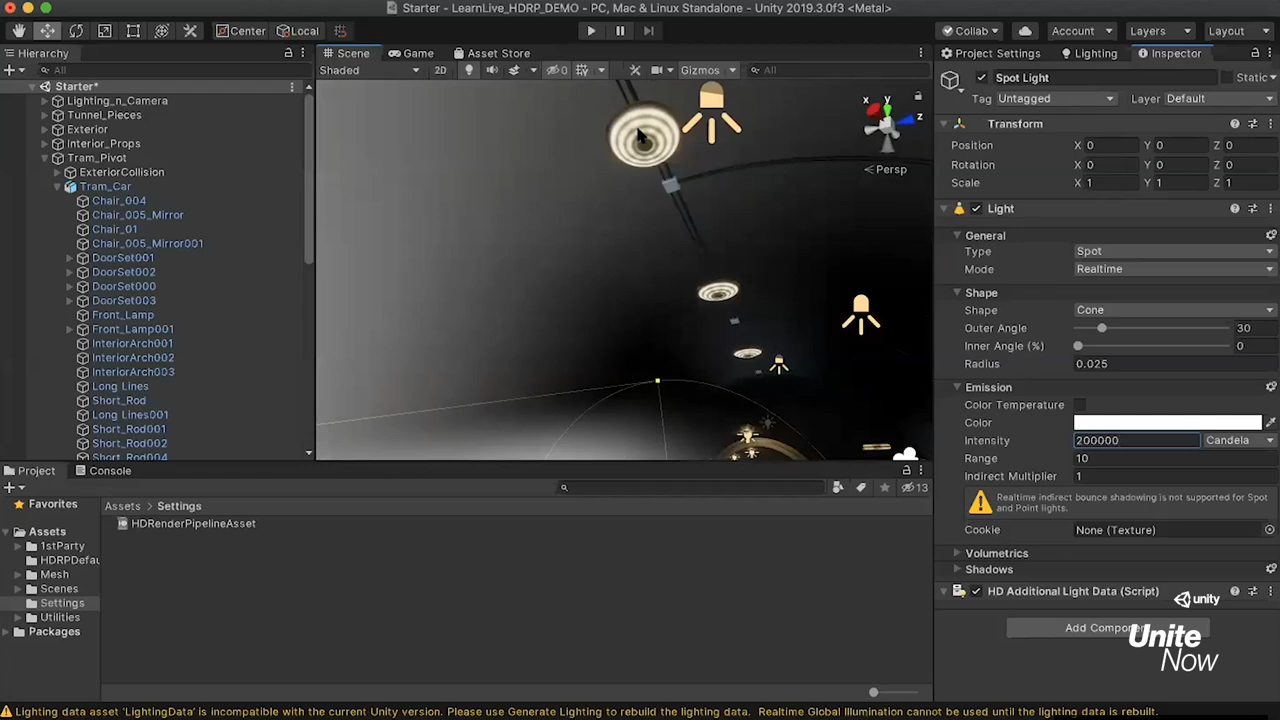 Starter - LearnLive_HDRP_DEMO - PC, Mac & Linux Standalone - Unity 2019.3.0f3 <Metal>
Center Local Collab Account Layers Layout
Hierarchy
All
Starter*
Lighting_n_Camera
Tunnel_Pieces
Exterior
Interior_Props
Tram_Pivot
ExteriorCollision
Tram_Car
Chair_004
Chair_005_Mirror
Chair_01
Chair_005_Mirror001
DoorSet001
DoorSet002
DoorSet000
DoorSet003
Front_Lamp
Front_Lamp001
InteriorArch001
InteriorArch002
InteriorArch003
Long Lines
Short_Rod
Long Lines001
Short_Rod001
Short_Rod002
Short_Rod004
Scene Game Asset Store
Shaded 2D 0 Gizmos All
x y z
Persp
Project Settings Lighting Inspector
Spot Light Static
Tag Untagged Layer Default
Transform
Position X 0 Y 0 Z 0
Rotation X 0 Y 0 Z 0
Scale X 1 Y 1 Z 1
Light
General
Type Spot
Mode Realtime
Shape
Shape Cone
Outer Angle 30
Inner Angle (%) 0
Radius 0.025
Emission
Color Temperature
Color
Intensity 200000 Candela
Range 10
Indirect Multiplier 1
Realtime indirect bounce shadowing is not supported for Spot
and Point lights.
Cookie None (Texture)
Volumetrics
Shadows
HD Additional Light Data (Script)
unity
Add Compone
Unite
Now
Project Console
13
Favorites
Assets
1stParty
HDRPDefau
Mesh
Scenes
Settings
Utilities
Packages
Assets > Settings
HDRenderPipelineAsset
Lighting data asset 'LightingData' is incompatible with the current Unity version. Please use Generate Lighting to rebuild the lighting data. Realtime Global Illumination cannot be used until the lighting data is rebuilt.